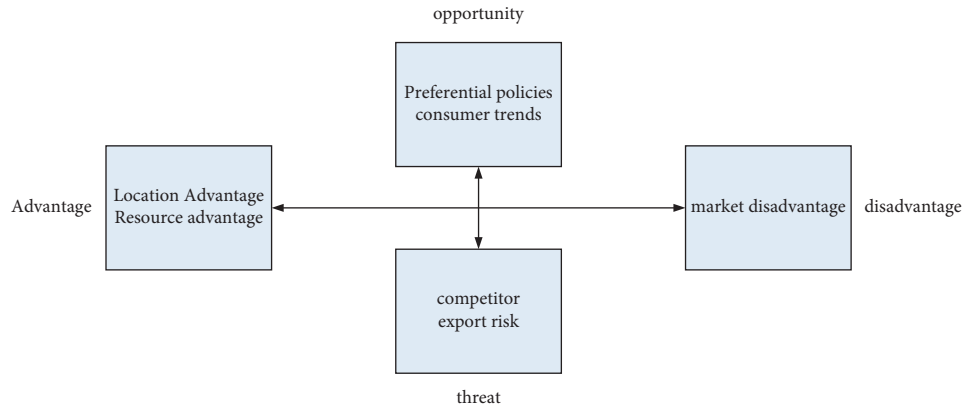 opportunity
Preferential policies
consumer trends
Advantage
Location Advantage
Resource advantage
market disadvantage
disadvantage
competitor
export risk
threat